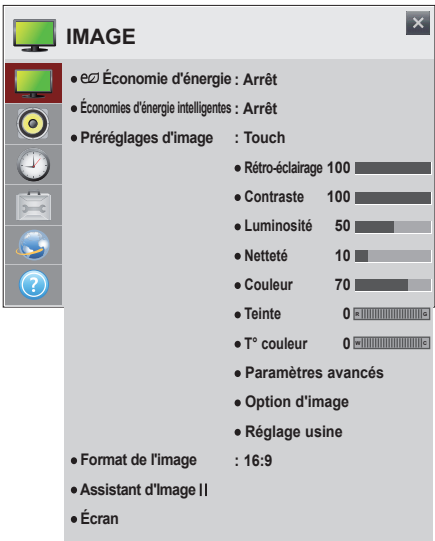 IMAGE
• e Économie d'énergie : Arrêt
• Économies d'énergie intelligentes : Arrêt
• Préréglages d'image : Touch
• Rétro-éclairage 100
• Contraste 100
• Luminosité 50
• Netteté 10
• Couleur 70
• Teinte 0 R G
• T° couleur 0 W C
• Paramètres avancés
• Option d'image
• Réglage usine
• Format de l'image : 16:9
• Assistant d'Image II
• Écran